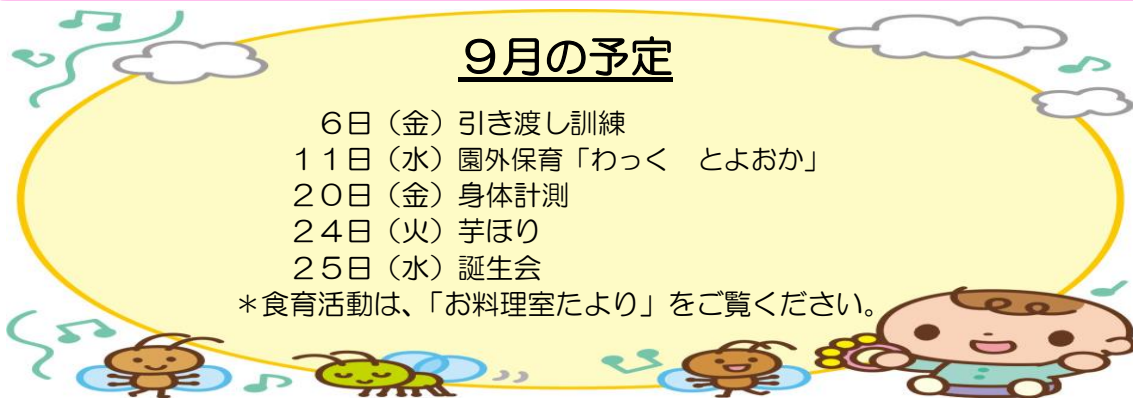 ９月の予定
６日（金）引き渡し訓練
１１日（水）園外保育「わっく　とよおか」
２０日（金）身体計測
２４日（火）芋ほり
２５日（水）誕生会
＊食育活動は、「お料理室たより」をご覧ください。